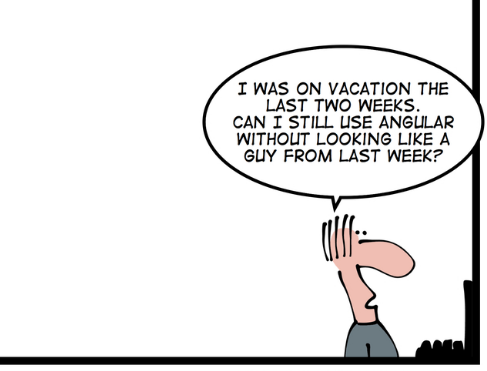 I WAS ON VACATION THE
LAST TWO WEEKS.
CAN I STILL USE ANGULAR
WITHOUT LOOKING LIKE A
GUY FROM LAST WEEK?